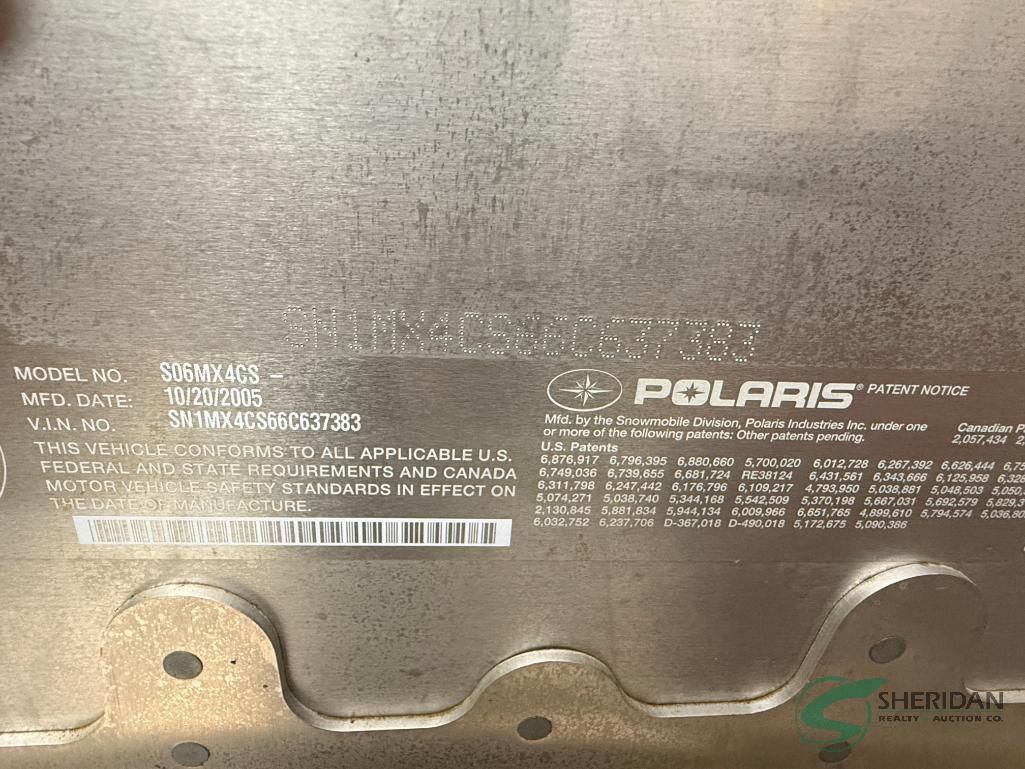 SN1MX4CS66C637383
MODEL NO. S06MX4CS –
MFD. DATE: 10/20/2005
V.I.N. NO. SN1MX4CS66C637383
THIS VEHICLE CONFORMS TO ALL APPLICABLE U.S.
FEDERAL AND STATE REQUIREMENTS AND CANADA
MOTOR VEHICLE SAFETY STANDARDS IN EFFECT ON
THE DATE OF MANUFACTURE.
POLARIS® PATENT NOTICE
Mfd. by the Snowmobile Division, Polaris Industries Inc. under one
or more of the following patents: Other patents pending.
U.S. Patents
6,876,917 6,796,395 6,880,660 5,700,020 6,012,728 6,267,392 6,626,444
6,749,036 6,739,655 6,681,724 RE38124 6,431,561 6,343,666 6,125,958
6,311,798 6,247,442 6,176,796 6,109,217 4,793,950 5,038,881 5,048,503
5,074,271 5,038,740 5,344,168 5,542,509 5,370,198 5,667,031 5,692,579
2,130,845 5,881,834 5,944,134 6,009,966 6,651,765 4,899,610 5,794,574
6,032,752 6,237,706 D-367,018 D-490,018 5,172,675 5,090,386
Canadian
2,057,434
SHERIDAN
REALTY & AUCTION CO.